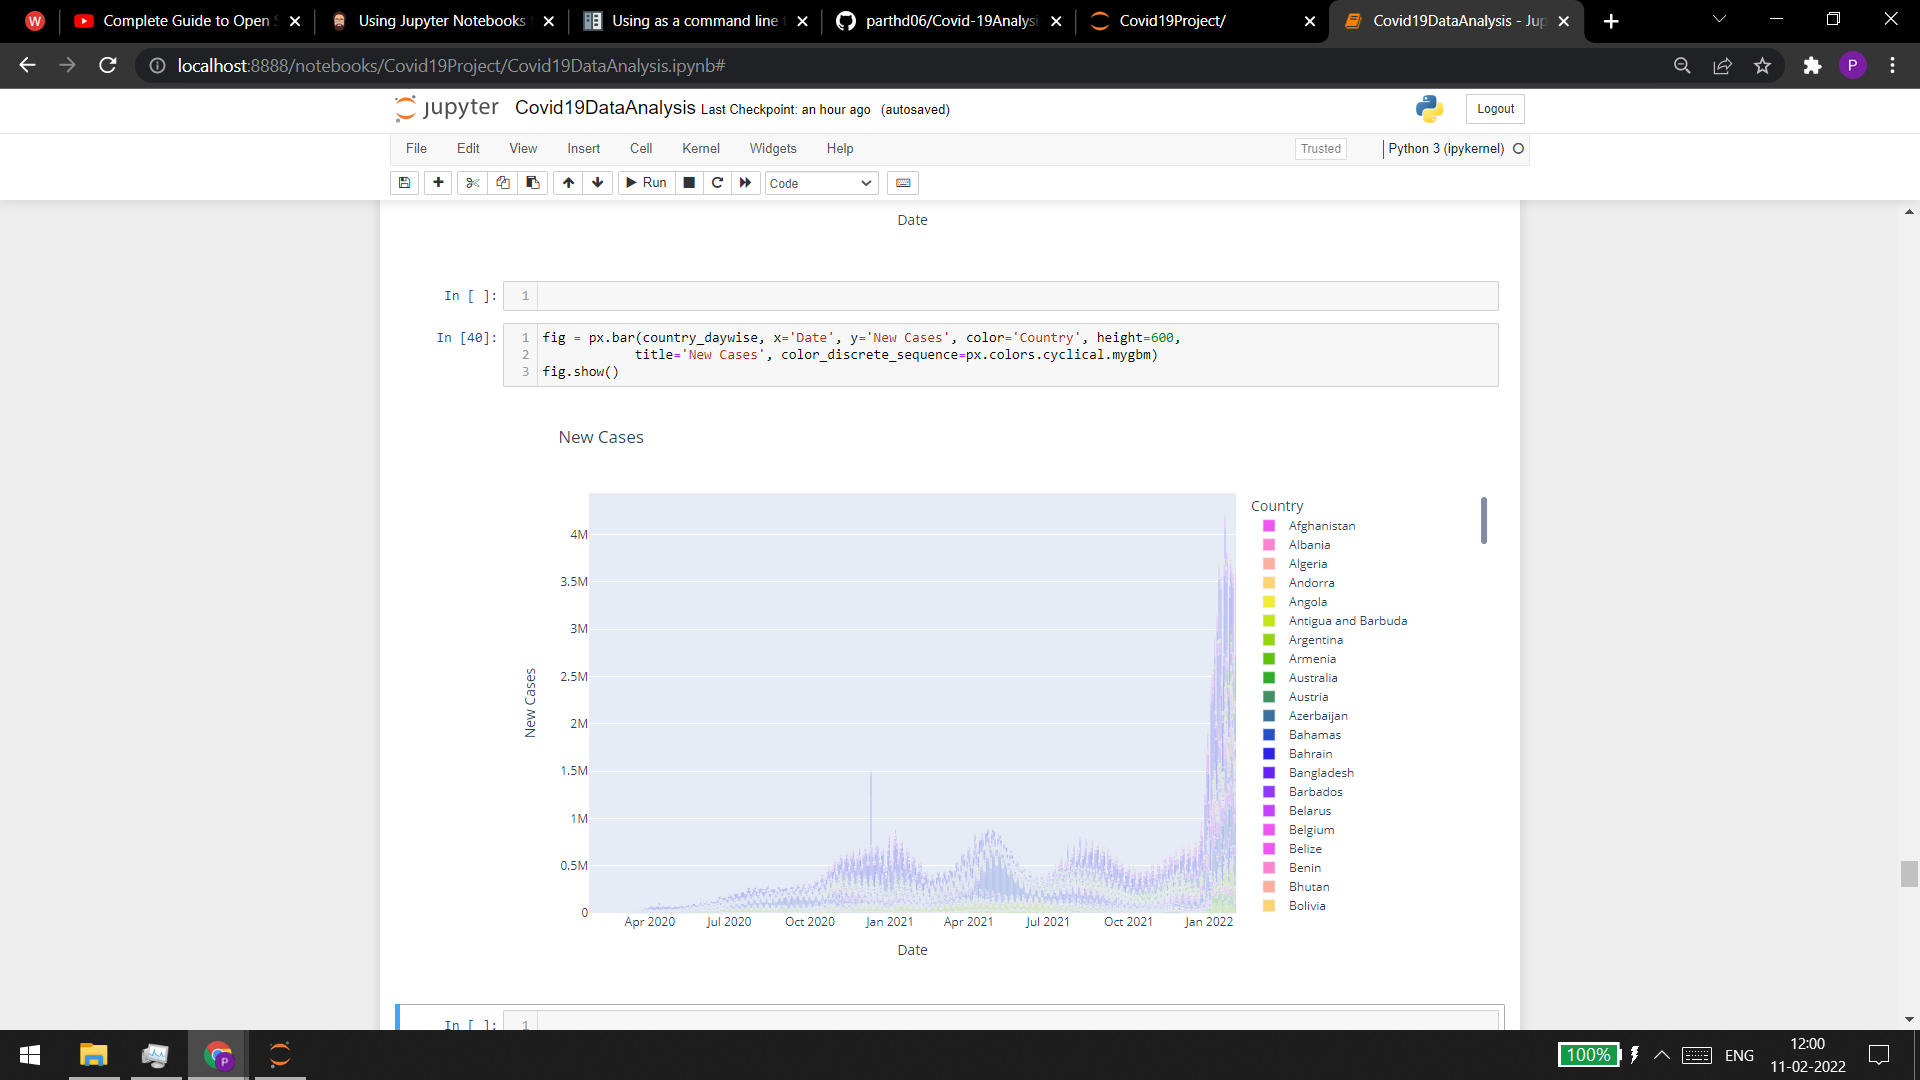 W
Complete Guide to Open S
Using Jupyter Notebooks
Using as a command line t
parthd06/Covid-19Analysi
Covid19Project/
Covid19DataAnalysis - Jup
localhost:8888/notebooks/Covid19Project/Covid19DataAnalysis.ipynb#
P
jupyter Covid19DataAnalysis Last Checkpoint: an hour ago (autosaved)
Logout
File Edit View Insert Cell Kernel Widgets Help
Trusted
Python 3 (ipykernel)
Run
Code
Date
In [ ]: 1
In [40]: 1 fig = px.bar(country_daywise, x='Date', y='New Cases', color='Country', height=600,
2 title='New Cases', color_discrete_sequence=px.colors.cyclical.mygbm)
3 fig.show()
New Cases
4M
3.5M
3M
2.5M
2M
1.5M
1M
0.5M
0
New Cases
Apr 2020 Jul 2020 Oct 2020 Jan 2021 Apr 2021 Jul 2021 Oct 2021 Jan 2022
Date
Country
Afghanistan
Albania
Algeria
Andorra
Angola
Antigua and Barbuda
Argentina
Armenia
Australia
Austria
Azerbaijan
Bahamas
Bahrain
Bangladesh
Barbados
Belarus
Belgium
Belize
Benin
Bhutan
Bolivia
In [ ]: 1
P
100%
ENG
12:00
11-02-2022